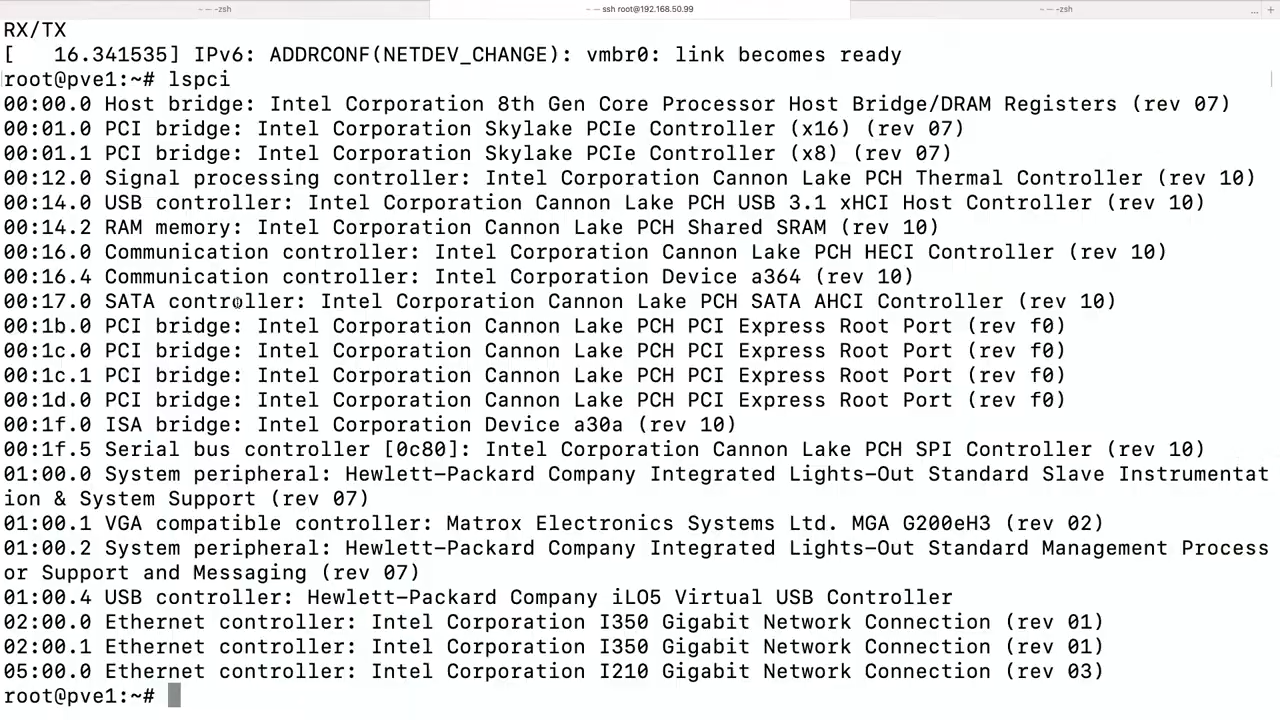 ~ — -zsh
~ — ssh root@192.168.50.99
~ — -zsh
RX/TX
[   16.341535] IPv6: ADDRCONF(NETDEV_CHANGE): vmbr0: link becomes ready
root@pve1:~# lspci
00:00.0 Host bridge: Intel Corporation 8th Gen Core Processor Host Bridge/DRAM Registers (rev 07)
00:01.0 PCI bridge: Intel Corporation Skylake PCIe Controller (x16) (rev 07)
00:01.1 PCI bridge: Intel Corporation Skylake PCIe Controller (x8) (rev 07)
00:12.0 Signal processing controller: Intel Corporation Cannon Lake PCH Thermal Controller (rev 10)
00:14.0 USB controller: Intel Corporation Cannon Lake PCH USB 3.1 xHCI Host Controller (rev 10)
00:14.2 RAM memory: Intel Corporation Cannon Lake PCH Shared SRAM (rev 10)
00:16.0 Communication controller: Intel Corporation Cannon Lake PCH HECI Controller (rev 10)
00:16.4 Communication controller: Intel Corporation Device a364 (rev 10)
00:17.0 SATA controller: Intel Corporation Cannon Lake PCH SATA AHCI Controller (rev 10)
00:1b.0 PCI bridge: Intel Corporation Cannon Lake PCH PCI Express Root Port (rev f0)
00:1c.0 PCI bridge: Intel Corporation Cannon Lake PCH PCI Express Root Port (rev f0)
00:1c.1 PCI bridge: Intel Corporation Cannon Lake PCH PCI Express Root Port (rev f0)
00:1d.0 PCI bridge: Intel Corporation Cannon Lake PCH PCI Express Root Port (rev f0)
00:1f.0 ISA bridge: Intel Corporation Device a30a (rev 10)
00:1f.5 Serial bus controller [0c80]: Intel Corporation Cannon Lake PCH SPI Controller (rev 10)
01:00.0 System peripheral: Hewlett-Packard Company Integrated Lights-Out Standard Slave Instrumentat
ion & System Support (rev 07)
01:00.1 VGA compatible controller: Matrox Electronics Systems Ltd. MGA G200eH3 (rev 02)
01:00.2 System peripheral: Hewlett-Packard Company Integrated Lights-Out Standard Management Process
or Support and Messaging (rev 07)
01:00.4 USB controller: Hewlett-Packard Company iLO5 Virtual USB Controller
02:00.0 Ethernet controller: Intel Corporation I350 Gigabit Network Connection (rev 01)
02:00.1 Ethernet controller: Intel Corporation I350 Gigabit Network Connection (rev 01)
05:00.0 Ethernet controller: Intel Corporation I210 Gigabit Network Connection (rev 03)
root@pve1:~#